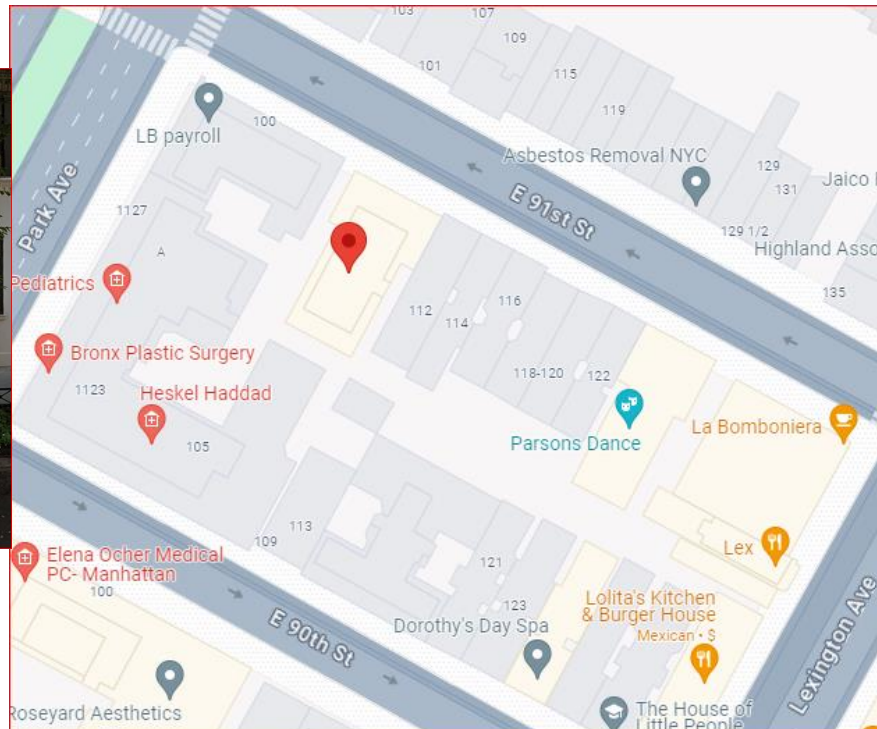 103
107
109
101
115
119
LB payroll
100
Asbestos Removal NYC
129
131
129 1/2
135
Park Ave
E 91st St
1127
A
Pediatrics
112
114
116
118-120
122
Bronx Plastic Surgery
1123
Heskel Haddad
105
Parsons Dance
La Bomboniera
109
113
Lex
Elena Ocher Medical
PC- Manhattan
100
121
123
Lolita's Kitchen
& Burger House
Mexican • $
E 90th St
Dorothy's Day Spa
Lexington Ave
Roseyard Aesthetics
The House of
Little People